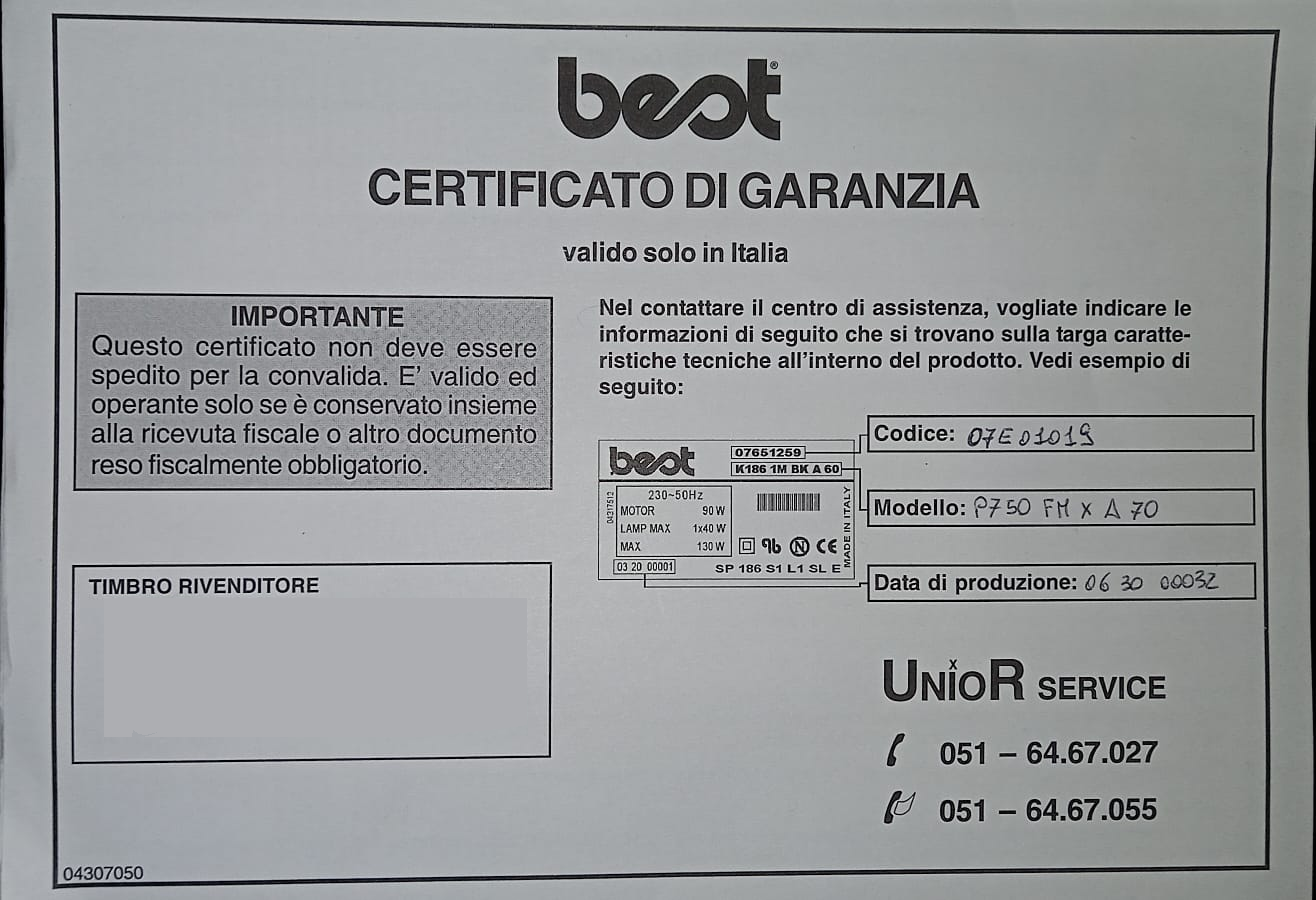 best®
CERTIFICATO DI GARANZIA
valido solo in Italia
IMPORTANTE
Questo certificato non deve essere
spedito per la convalida. E' valido ed
operante solo se è conservato insieme
alla ricevuta fiscale o altro documento
reso fiscalmente obbligatorio.
TIMBRO RIVENDITORE
Nel contattare il centro di assistenza, vogliate indicare le
informazioni di seguito che si trovano sulla targa caratte-
ristiche tecniche all'interno del prodotto. Vedi esempio di
seguito:
best
07651259
K186 1M BK A 60
04317512
230~50Hz
MOTOR 90 W
LAMP MAX 1x40 W
MAX 130 W
N CE
MADE IN ITALY
03 20 00001
SP 186 S1 L1 SL E
Codice: 07E01019
Modello: P750 FM X A 70
Data di produzione: 06 30 00032
UNIOR SERVICE
051 – 64.67.027
051 – 64.67.055
04307050